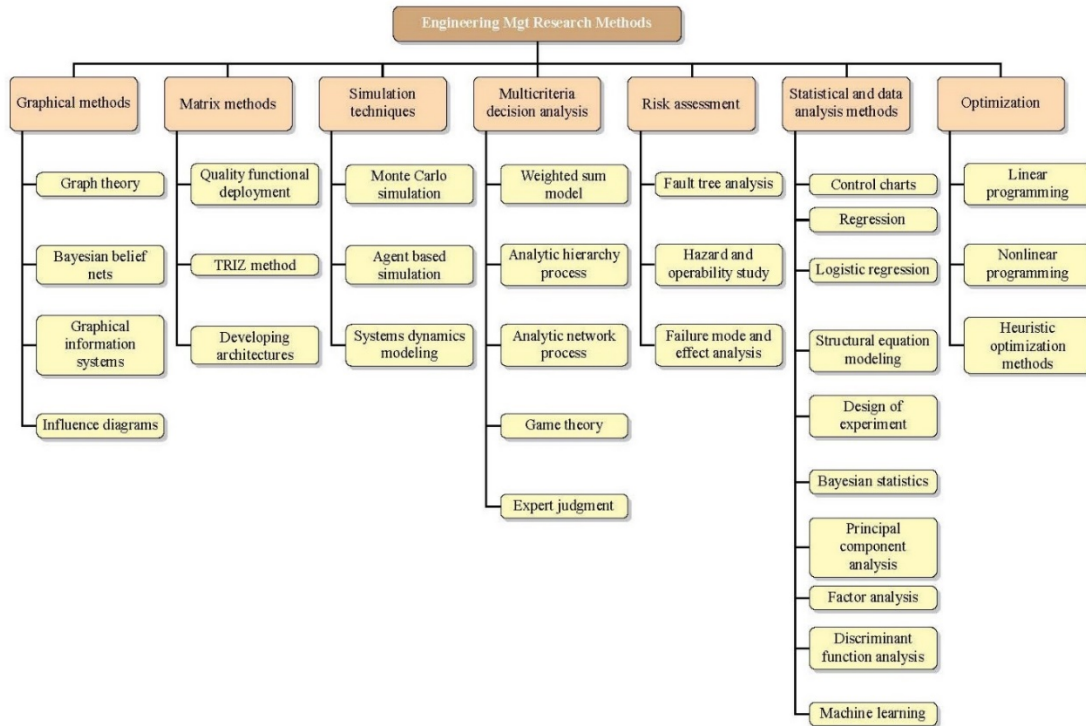 Engineering Mgt Research Methods
Graphical methods
Matrix methods
Simulation
techniques
Multicriteria
decision analysis
Risk assessment
Statistical and data
analysis methods
Optimization
Graph theory
Bayesian belief
nets
Graphical
information
systems
Influence diagrams
Quality functional
deployment
TRIZ method
Developing
architectures
Monte Carlo
simulation
Agent based
simulation
Systems dynamics
modeling
Weighted sum
model
Analytic hierarchy
process
Analytic network
process
Game theory
Expert judgment
Fault tree analysis
Hazard and
operability study
Failure mode and
effect analysis
Control charts
Regression
Logistic regression
Structural equation
modeling
Design of
experiment
Bayesian statistics
Principal
component
analysis
Factor analysis
Discriminant
function analysis
Machine learning
Linear
programming
Nonlinear
programming
Heuristic
optimization
methods